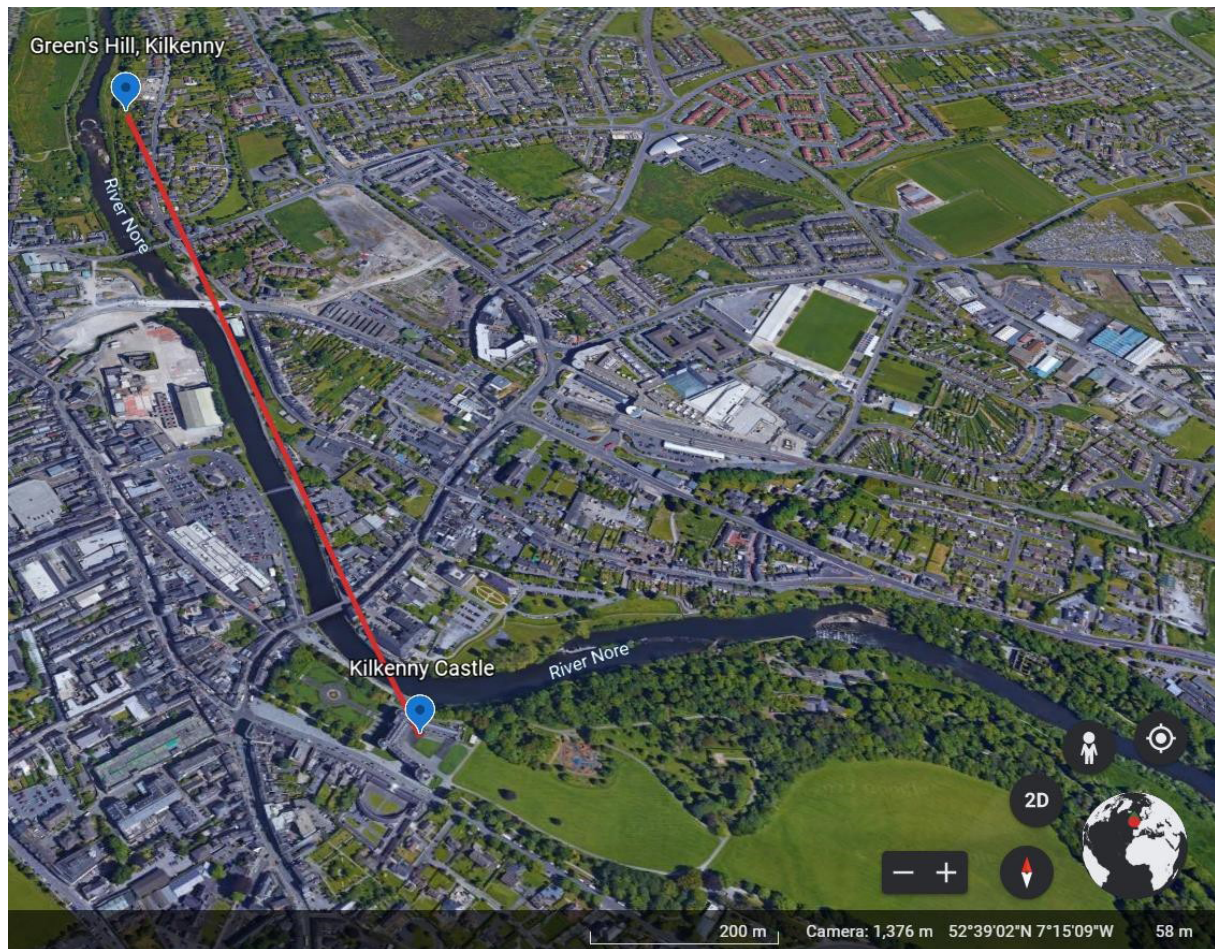 Green's Hill, Kilkenny
River Nore
Kilkenny Castle
River Nore
2D
200 m
Camera: 1,376 m 52°39'02"N 7°15'09"W 58 m